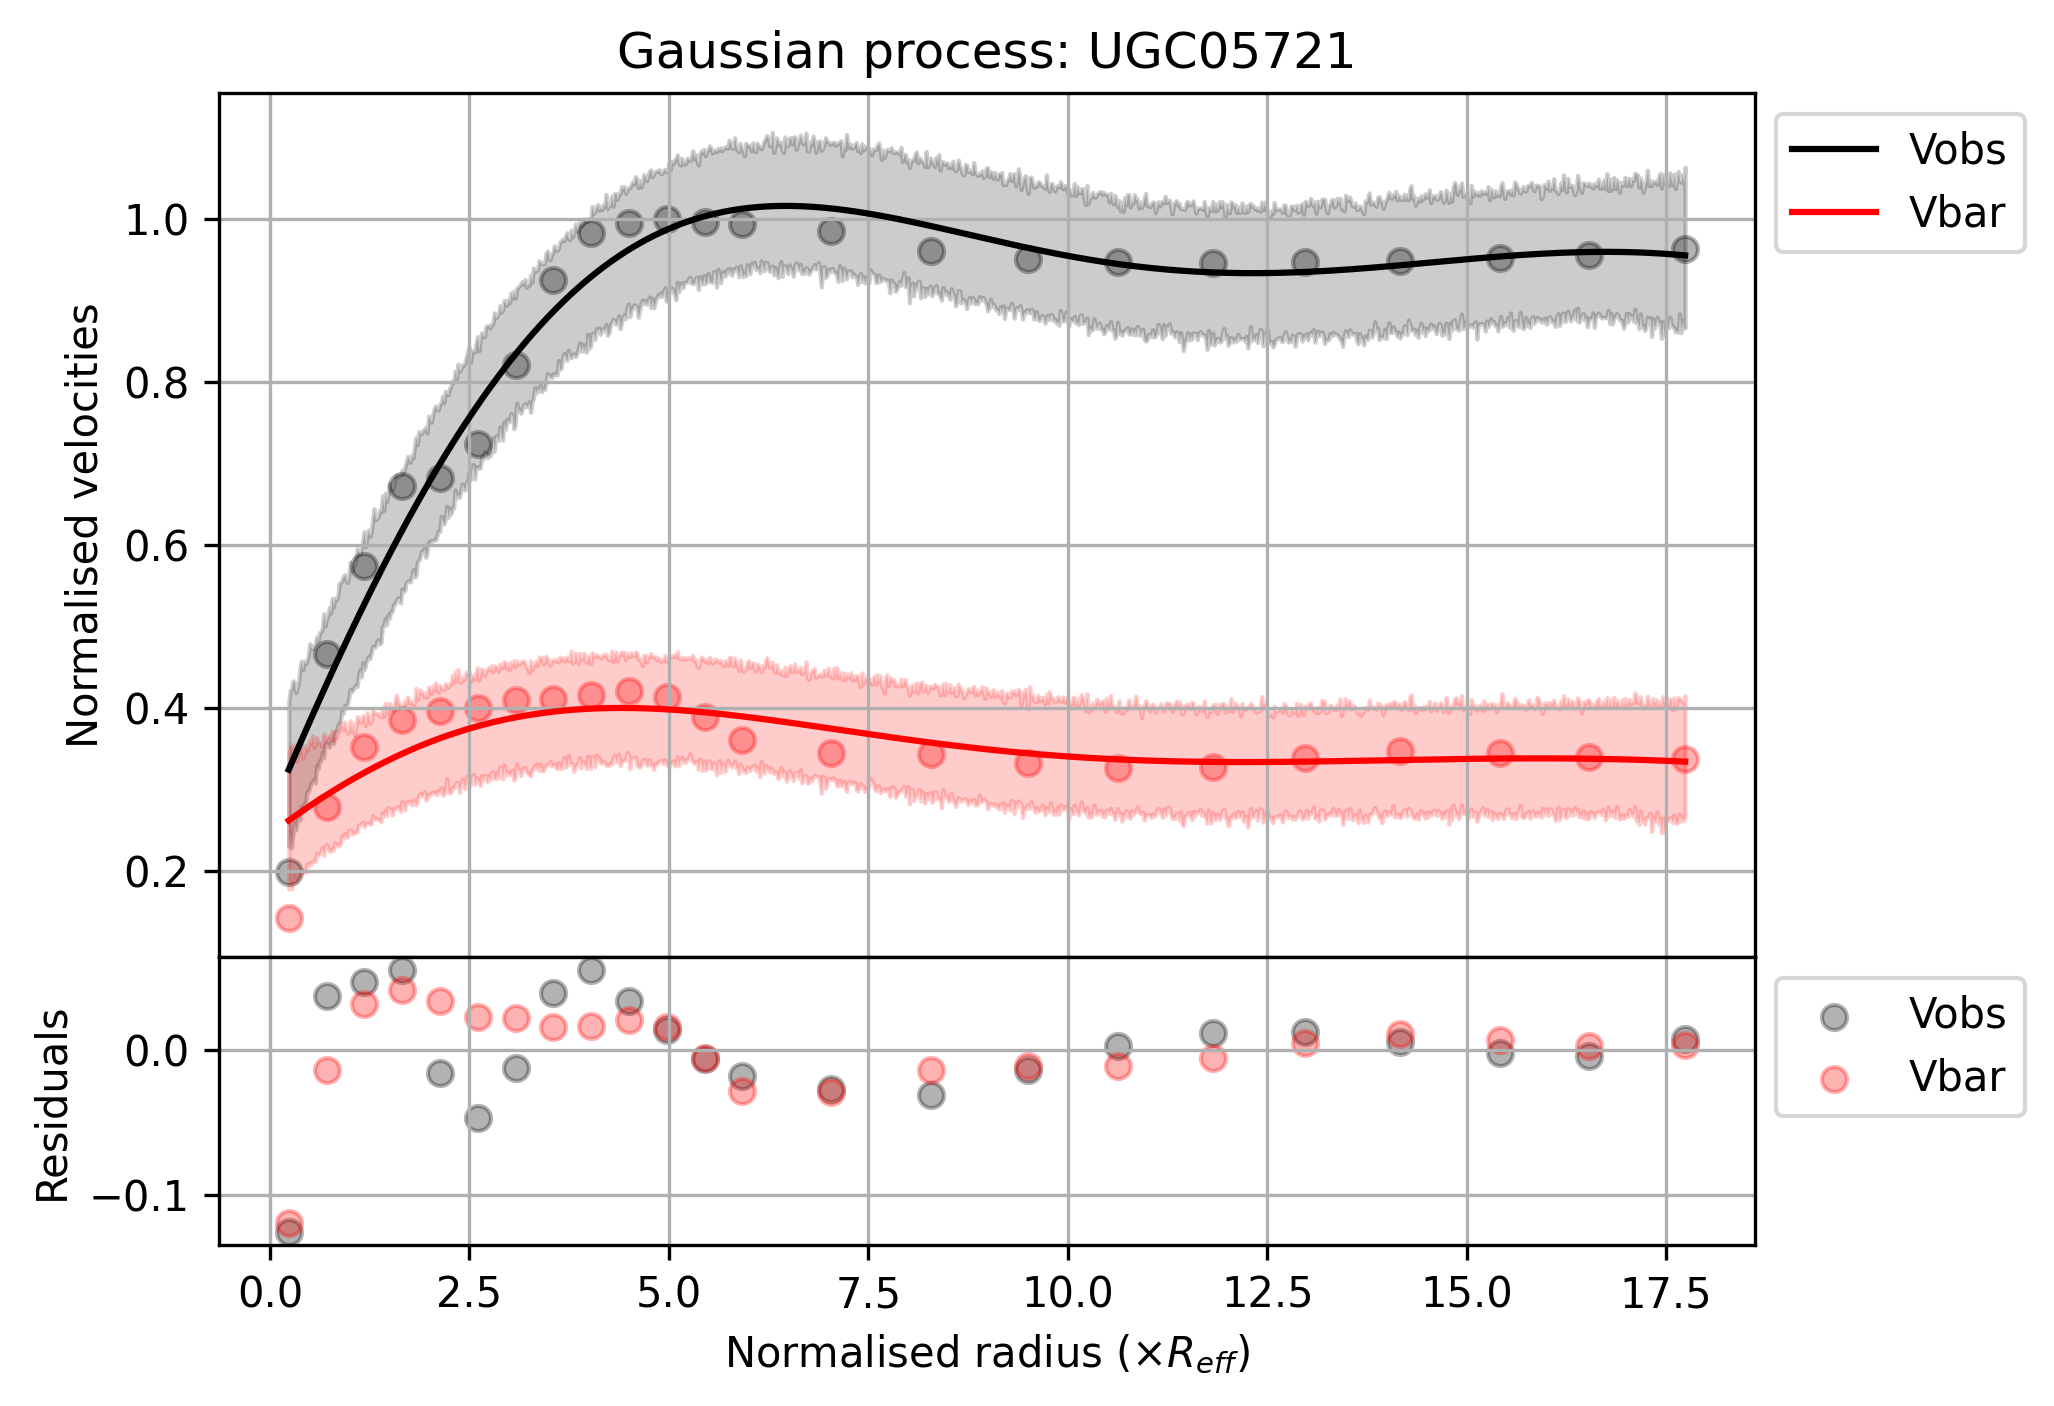 Gaussian process: UGC05721
Normalised velocities
1.0
0.8
0.6
0.4
0.2
Vobs
Vbar
Residuals
0.0
−0.1
Vobs
Vbar
0.0 2.5 5.0 7.5 10.0 12.5 15.0 17.5
Normalised radius (×R_eff)